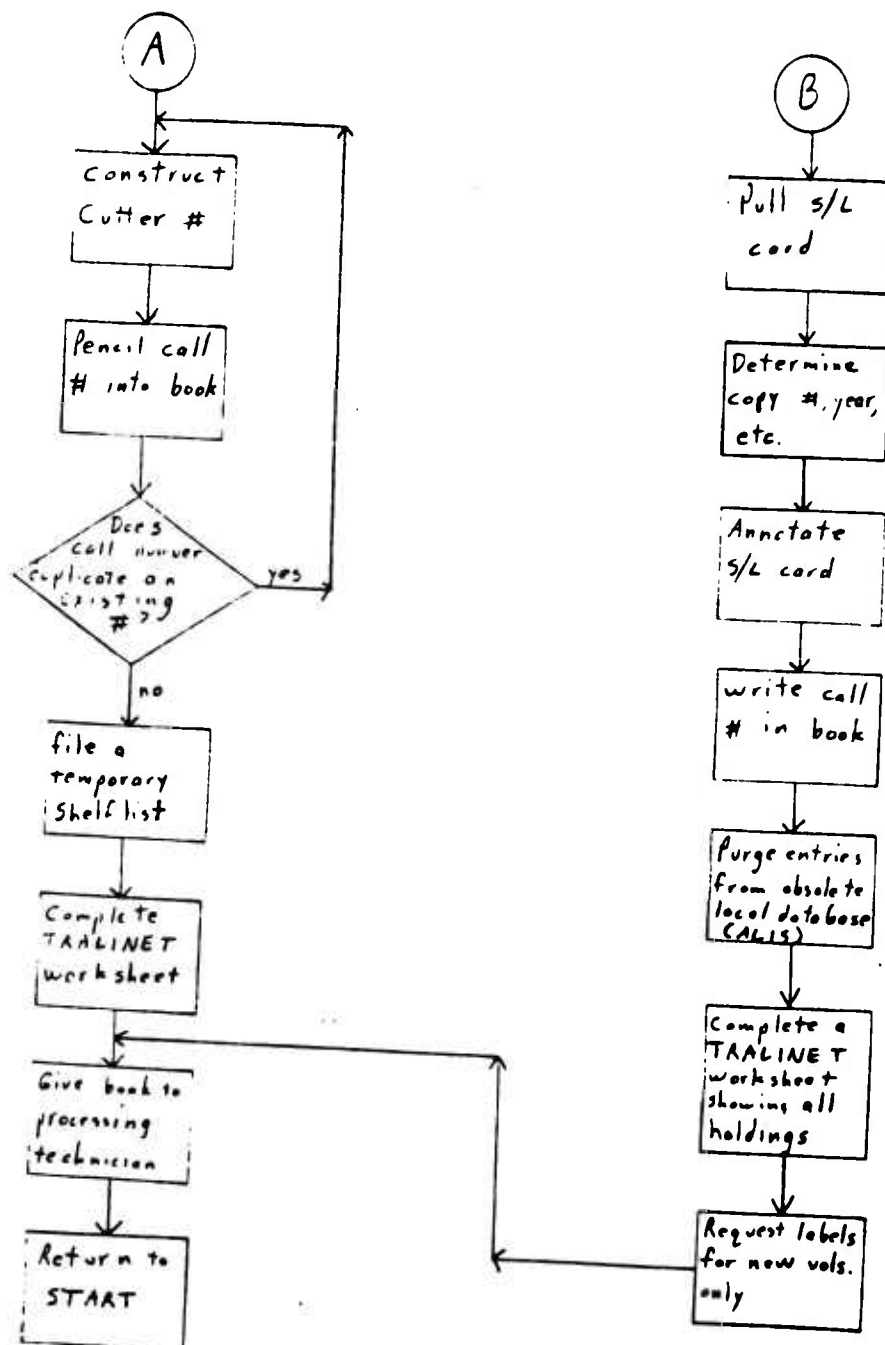 A
construct
Cutter #
Pencil call
# into book
Does
call number
duplicate an
existing
# ?
yes
no
file a
temporary
Shelflist
Complete
TRALINET
worksheet
Give book to
processing
technician
Return to
START
B
Pull S/L
card
Determine
copy #, year,
etc.
Annotate
S/L card
write call
# in book
Purge entries
from obsolete
local database
(ALIS)
Complete a
TRALINET
worksheet
showing all
holdings
Request labels
for new vols.
only